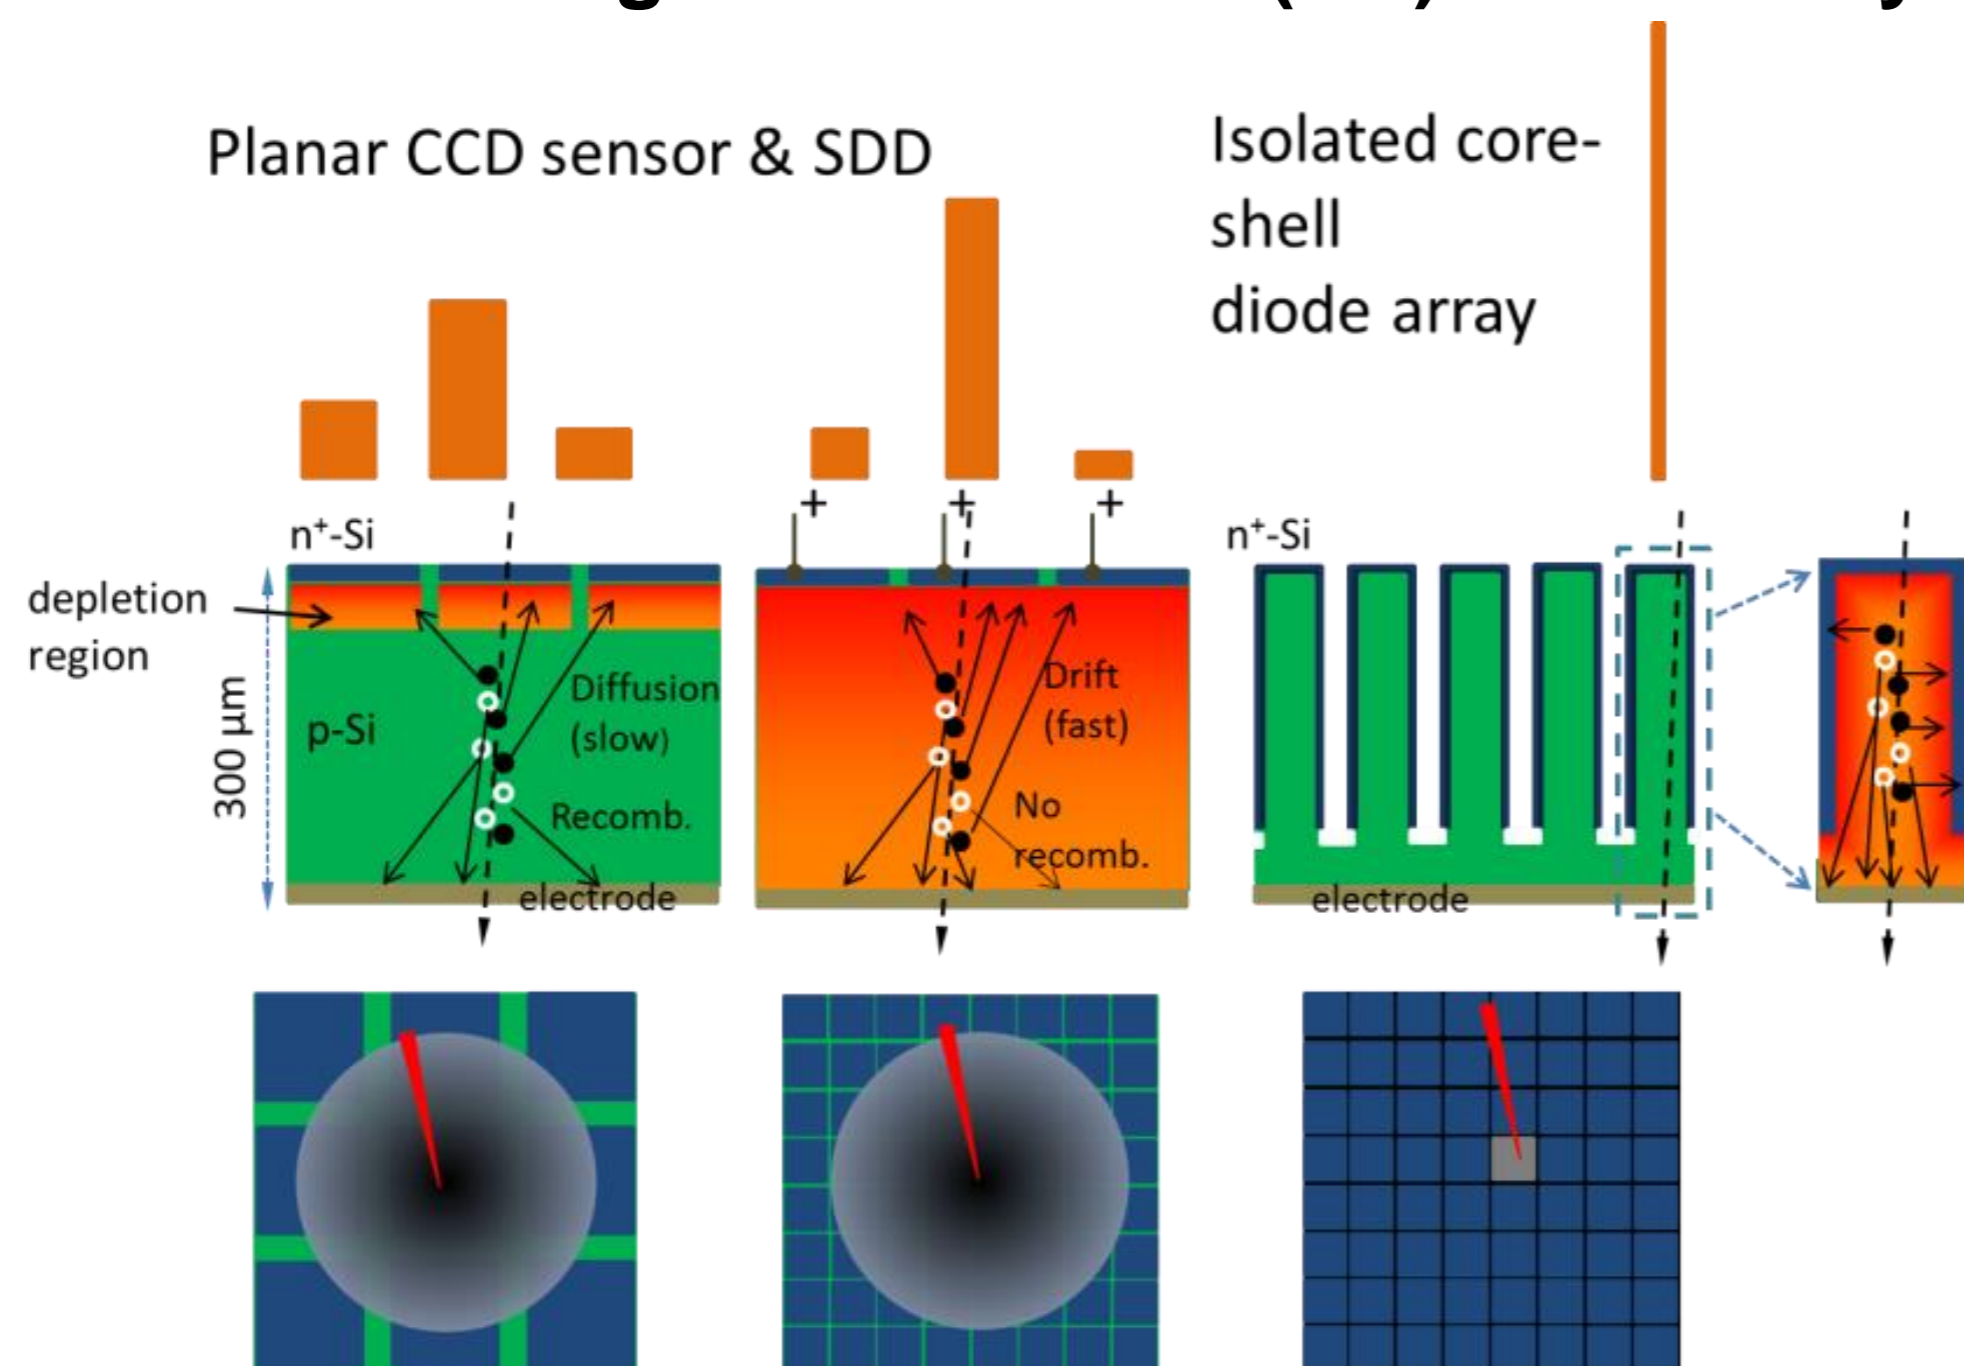 Planar CCD sensor & SDD
Isolated core-
shell
diode array
+ + +
n⁺-Si
n⁺-Si
depletion
region
300 µm
p-Si
Diffusion
(slow)
Recomb.
electrode
Drift
(fast)
No
recomb.
electrode